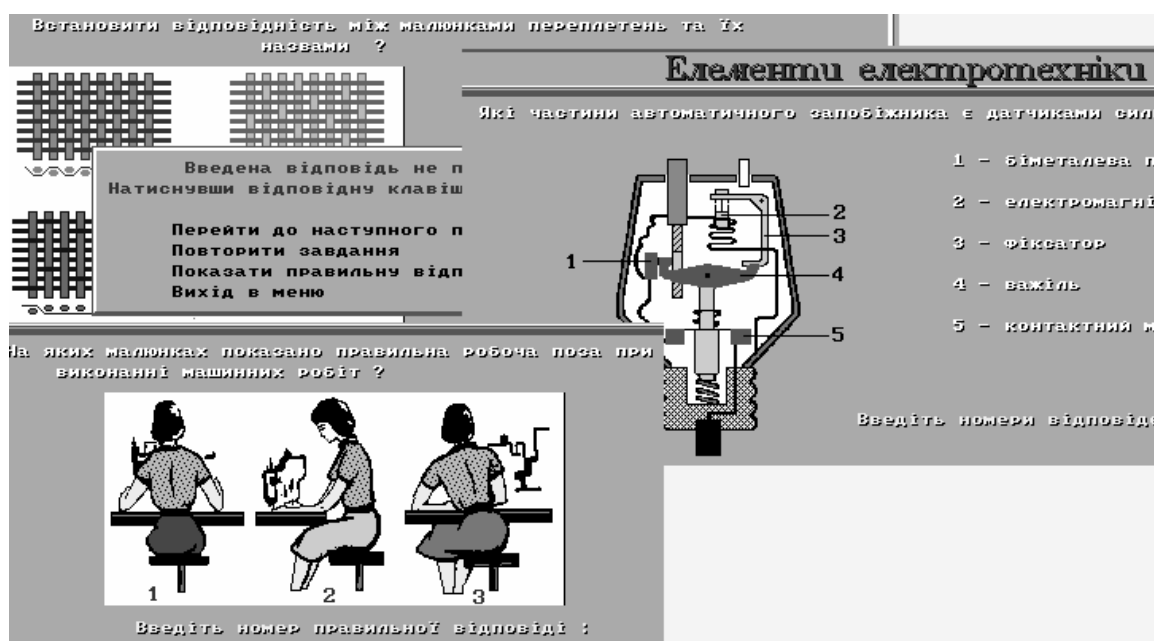 Встановити відповідність між малюнками переплетень та їх
назвами ?
Введена відповідь не п
Натиснувши відповідну клавіш
Перейти до наступного п
Повторити завдання
Показати правильну відп
Вихід в меню
Елементи електротехніки
Які частини автоматичного запобіжника є датчиками сил
1 - біметалева п
2 - електромагні
3 - фіксатор
4 - важіль
5 - контактний м
2
3
1
4
5
Введіть номери відповіде
На яких малюнках показано правильна робоча поза при
виконанні машинних робіт ?
1 2 3
Введіть номер правильної відповіді :